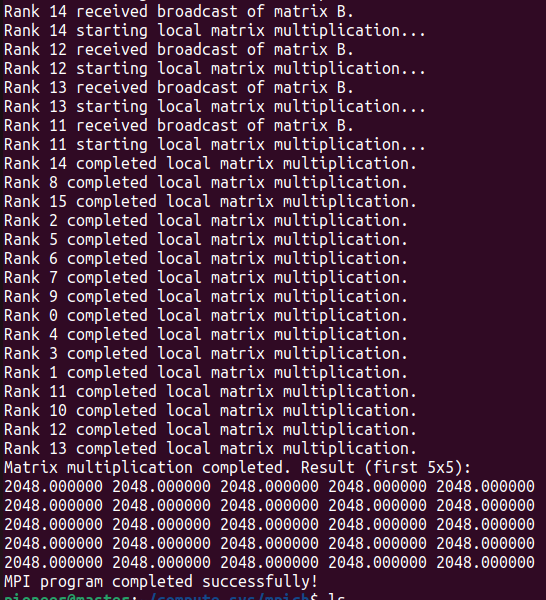 Rank 14 received broadcast of matrix B.
Rank 14 starting local matrix multiplication...
Rank 12 received broadcast of matrix B.
Rank 12 starting local matrix multiplication...
Rank 13 received broadcast of matrix B.
Rank 13 starting local matrix multiplication...
Rank 11 received broadcast of matrix B.
Rank 11 starting local matrix multiplication...
Rank 14 completed local matrix multiplication.
Rank 8 completed local matrix multiplication.
Rank 15 completed local matrix multiplication.
Rank 2 completed local matrix multiplication.
Rank 5 completed local matrix multiplication.
Rank 6 completed local matrix multiplication.
Rank 7 completed local matrix multiplication.
Rank 9 completed local matrix multiplication.
Rank 0 completed local matrix multiplication.
Rank 4 completed local matrix multiplication.
Rank 3 completed local matrix multiplication.
Rank 1 completed local matrix multiplication.
Rank 11 completed local matrix multiplication.
Rank 10 completed local matrix multiplication.
Rank 12 completed local matrix multiplication.
Rank 13 completed local matrix multiplication.
Matrix multiplication completed. Result (first 5x5):
2048.000000 2048.000000 2048.000000 2048.000000 2048.000000
2048.000000 2048.000000 2048.000000 2048.000000 2048.000000
2048.000000 2048.000000 2048.000000 2048.000000 2048.000000
2048.000000 2048.000000 2048.000000 2048.000000 2048.000000
2048.000000 2048.000000 2048.000000 2048.000000 2048.000000
MPI program completed successfully!